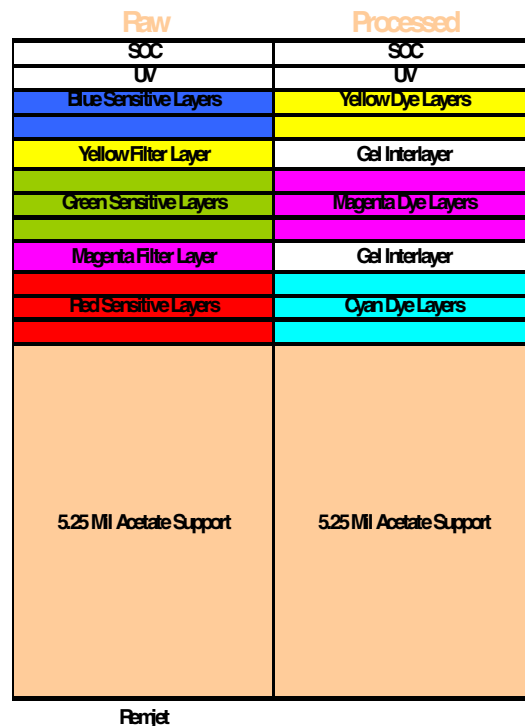 Raw Processed
SOC SOC
UV UV
Blue Sensitive Layers Yellow Dye Layers
Yellow Filter Layer Gel Interlayer
Green Sensitive Layers Magenta Dye Layers
Magenta Filter Layer Gel Interlayer
Red Sensitive Layers Cyan Dye Layers
5.25 Mil Acetate Support 5.25 Mil Acetate Support
Remjet